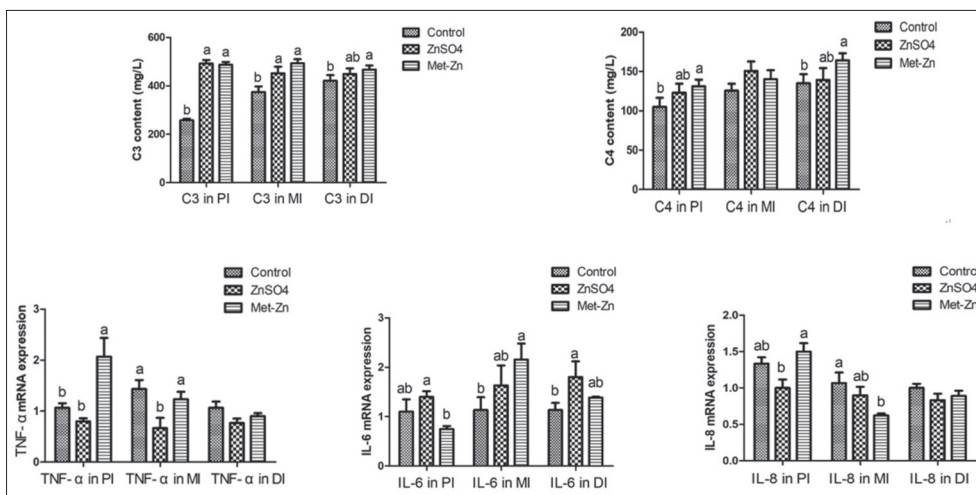 Control
ZnSO4
Met-Zn
C3 content (mg/L)
600
400
200
0
b a a
b a a
b ab a
C3 in PI C3 in MI C3 in DI
Control
ZnSO4
Met-Zn
C4 content (mg/L)
200
150
100
50
0
b ab a
b ab a
C4 in PI C4 in MI C4 in DI
Control
ZnSO4
Met-Zn
TNF- α mRNA expression
3
2
1
0
b b a
a b a
TNF- α in PI TNF- α in MI TNF- α in DI
Control
ZnSO4
Met-Zn
IL-6 mRNA expression
3
2
1
0
ab a b
b ab a
b a ab
IL-6 in PI IL-6 in MI IL-6 in DI
Control
ZnSO4
Met-Zn
IL-8 mRNA expression
2.0
1.5
1.0
0.5
0.0
ab b a
a ab b
IL-8 in PI IL-8 in MI IL-8 in DI